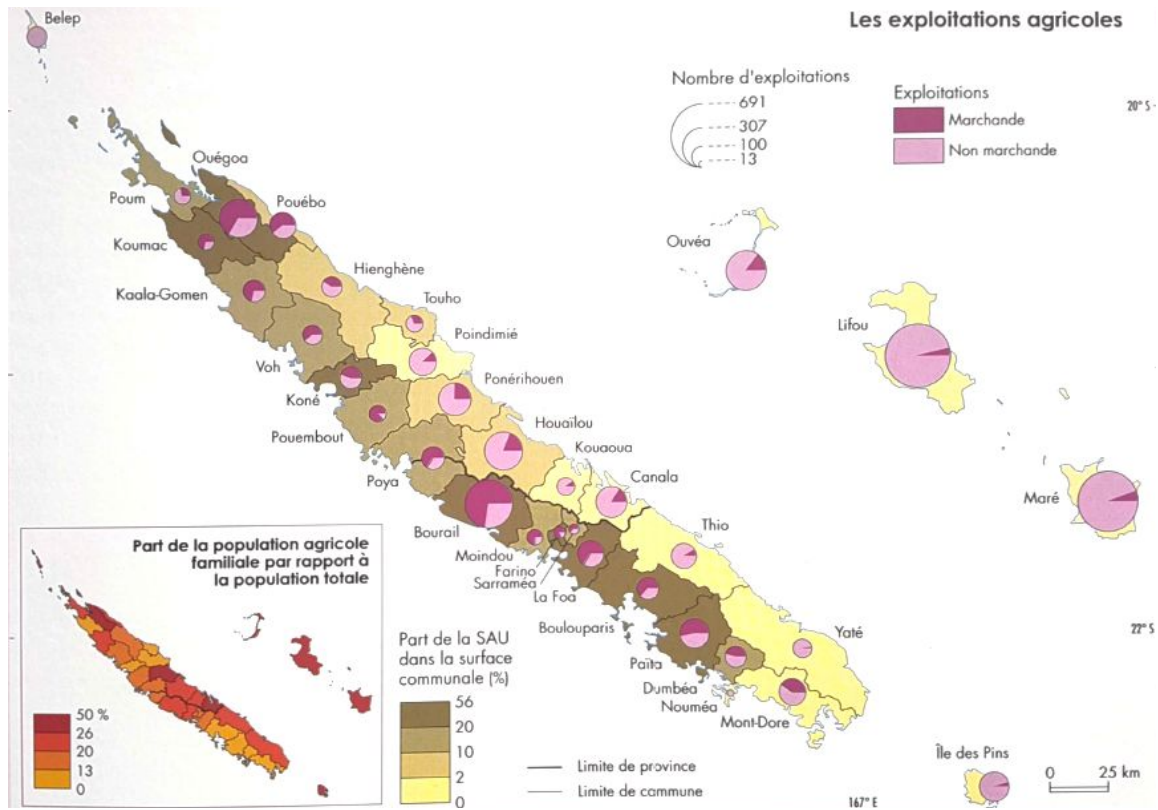 Les exploitations agricoles
Belep
Nombre d'exploitations
691
307
100
13
Exploitations
Marchande
Non marchande
20° S
Ouégoa
Poum
Pouébo
Koumac
Hienghène
Kaala-Gomen
Touho
Poindimié
Voh
Koné
Ponérihouen
Pouembout
Houaïlou
Kouaoua
Poya
Canala
Bourail
Thio
Moindou
Farino
Sarraméa
La Foa
Boulouparis
Yaté
Païta
Dumbéa
Nouméa
Mont-Dore
Ouvéa
Lifou
Maré
Île des Pins
22° S
167° E
0 25 km
Part de la population agricole
familiale par rapport à
la population totale
50 %
26
20
13
0
Part de la SAU
dans la surface
communale (%)
56
20
10
2
0
Limite de province
Limite de commune